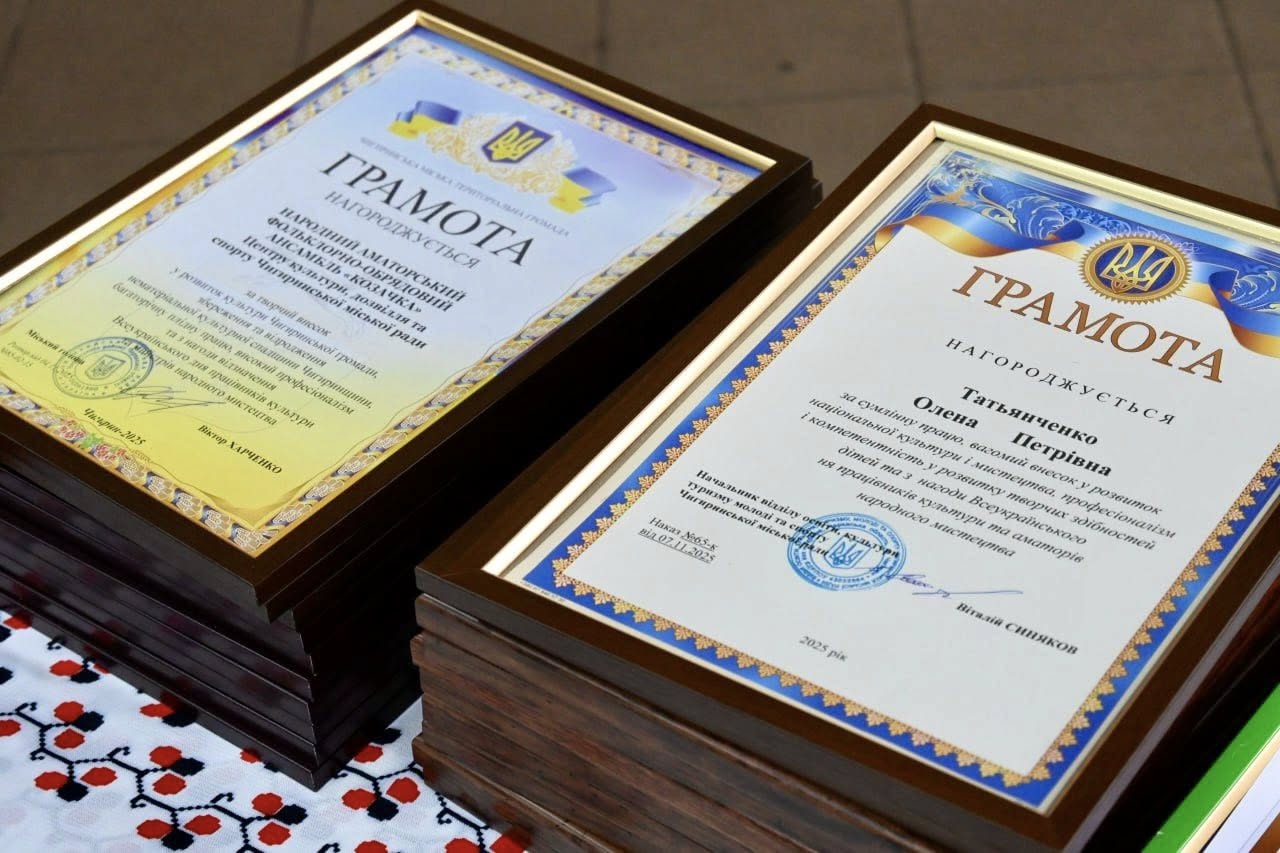 ЧИГИРИНСЬКА МІСЬКА ТЕРИТОРІАЛЬНА ГРОМАДА
ГРАМОТА
НАГОРОДЖУЄТЬСЯ
НАРОДНИЙ АМАТОРСЬКИЙ
ФОЛЬКЛОРНО-ОБРЯДОВИЙ
АНСАМБЛЬ «КОЗАЧКА»
Центру культури, дозвілля та
спорту Чигиринської міської ради
за творчий внесок
у розвиток культури Чигиринської громади,
збереження та відродження
нематеріальної культурної спадщини Чигиринщини,
багаторічну плідну працю, високий професіоналізм
та з нагоди відзначення
Всеукраїнського дня працівників культури
народного мистецтва
Міський голова
Віктор ХАРЧЕНКО
Чигирин-2025
ГРАМОТА
НАГОРОДЖУЄТЬСЯ
Татьянченко
Олена Петрівна
за сумлінну працю, вагомий внесок у розвиток
національної культури і мистецтва, професіоналізм
і компетентність у розвитку творчих здібностей
дітей та з нагоди Всеукраїнського
ня працівників культури та аматорів
народного мистецтва
Начальник відділу освіти, культури
туризму молоді та спорту
Чигиринської міської ради
Наказ №65-к
від 07.11.2025
Віталій СИНЯКОВ
2025 рік